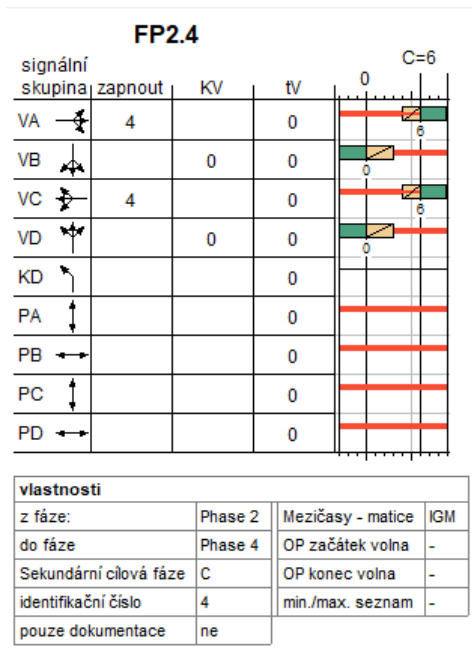 FP2.4
signální
skupina zapnout KV tV 0 C=6
VA 4 0 6
VB 0 0 0
VC 4 0 6
VD 0 0 0
KD 0
PA 0
PB 0
PC 0
PD 0
vlastnosti
z fáze: Phase 2 Mezičasy - matice IGM
do fáze Phase 4 OP začátek volna -
Sekundární cílová fáze C OP konec volna -
identifikační číslo 4 min./max. seznam -
pouze dokumentace ne